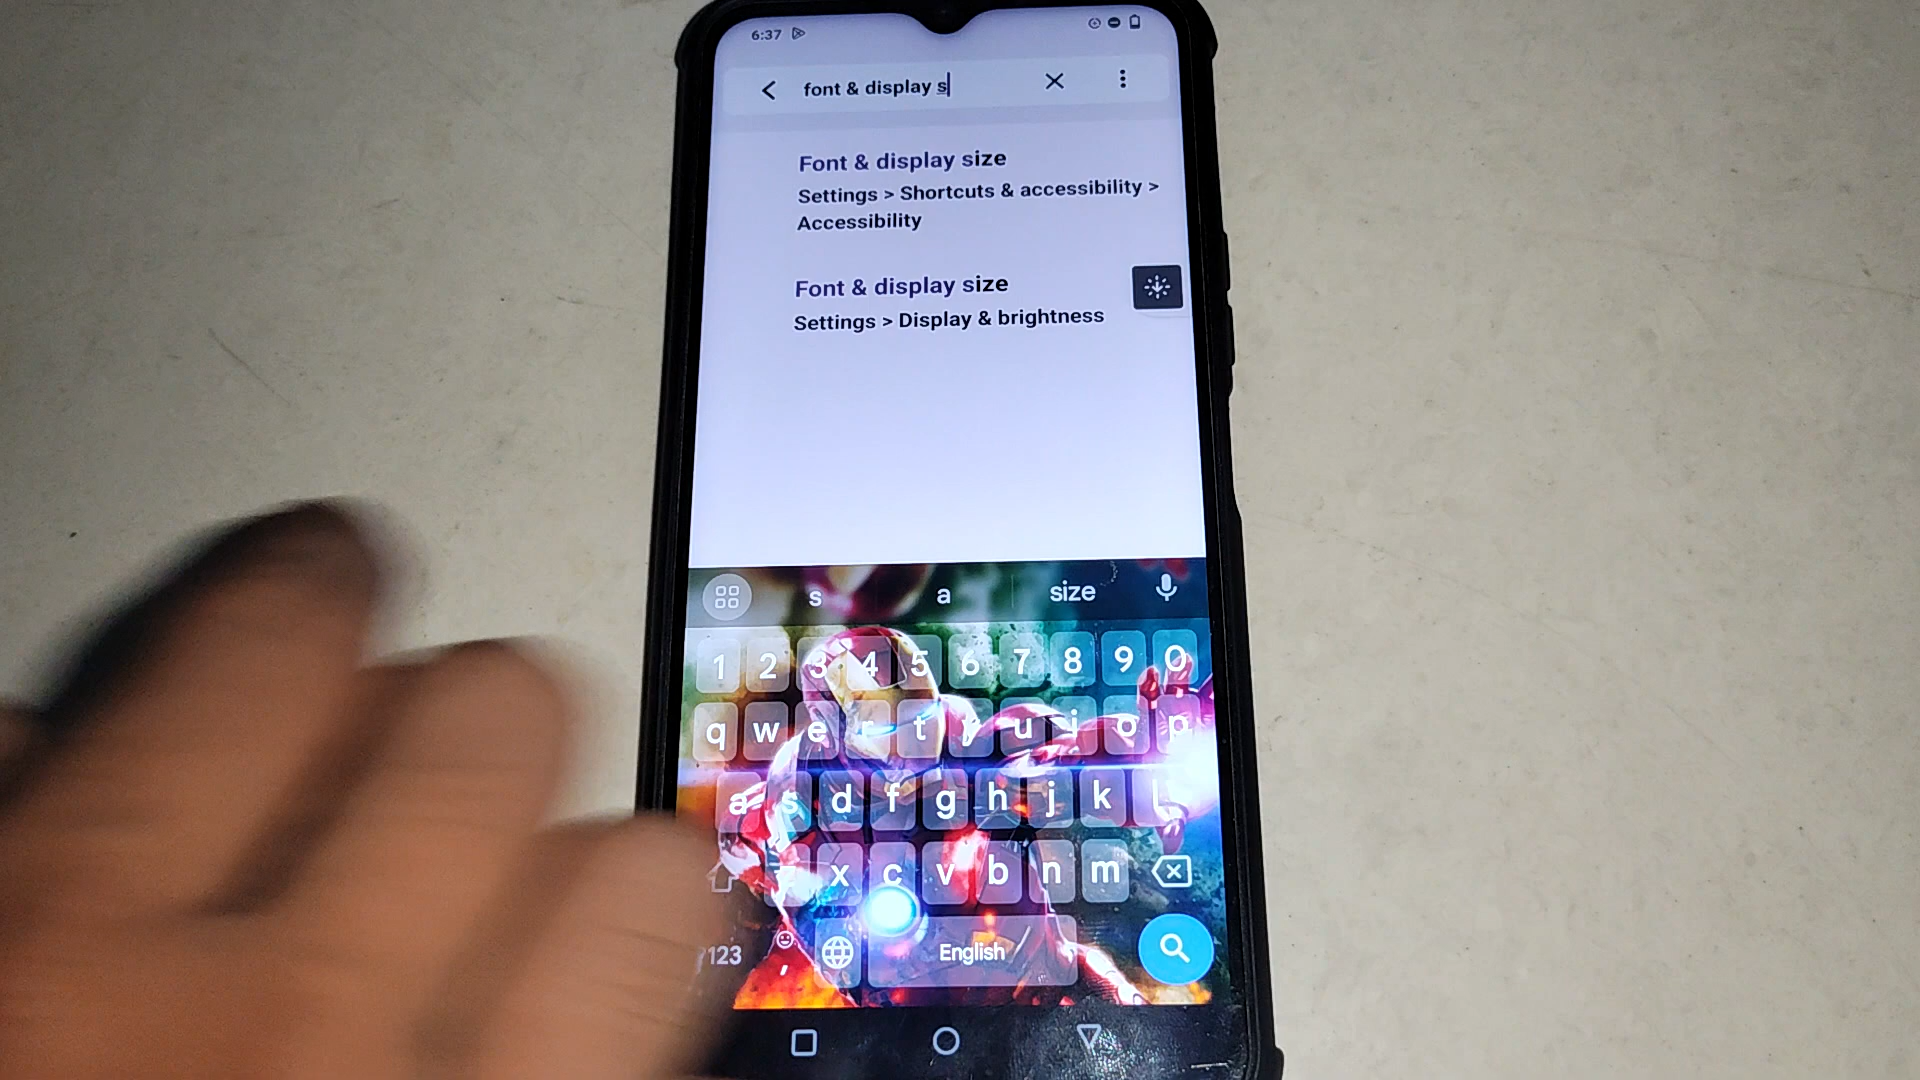 6:37
font & display s
Font & display size
Settings > Shortcuts & accessibility >
Accessibility
Font & display size
Settings > Display & brightness
s a size
1 2 3 4 5 6 7 8 9 0
q w e r t y u i o p
a s d f g h j k l
x c v b n m
?123 , English